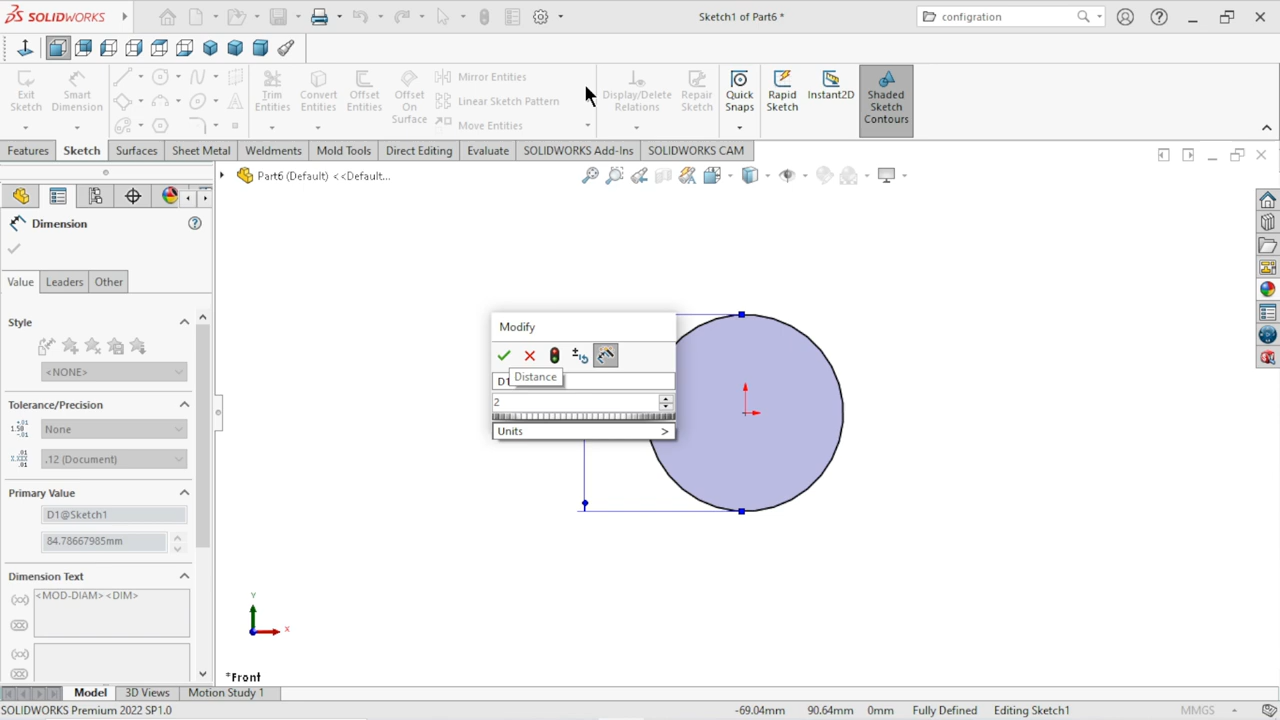 SOLIDWORKS
Sketch1 of Part6 *
configration
Exit Sketch
Smart Dimension
Trim Entities
Convert Entities
Offset Entities
Offset On Surface
Mirror Entities
Linear Sketch Pattern
Move Entities
Display/Delete Relations
Repair Sketch
Quick Snaps
Rapid Sketch
Instant2D
Shaded Sketch Contours
Features
Sketch
Surfaces
Sheet Metal
Weldments
Mold Tools
Direct Editing
Evaluate
SOLIDWORKS Add-Ins
SOLIDWORKS CAM
Part6 (Default) <<Default...
Dimension
Value
Leaders
Other
Style
<NONE>
Tolerance/Precision
None
.12 (Document)
Primary Value
D1@Sketch1
84.78667985mm
Dimension Text
<MOD-DIAM> <DIM>
Modify
D1
Distance
2
Units
Y
X
*Front
Model
3D Views
Motion Study 1
SOLIDWORKS Premium 2022 SP1.0
-69.04mm
90.64mm
0mm
Fully Defined
Editing Sketch1
MMGS